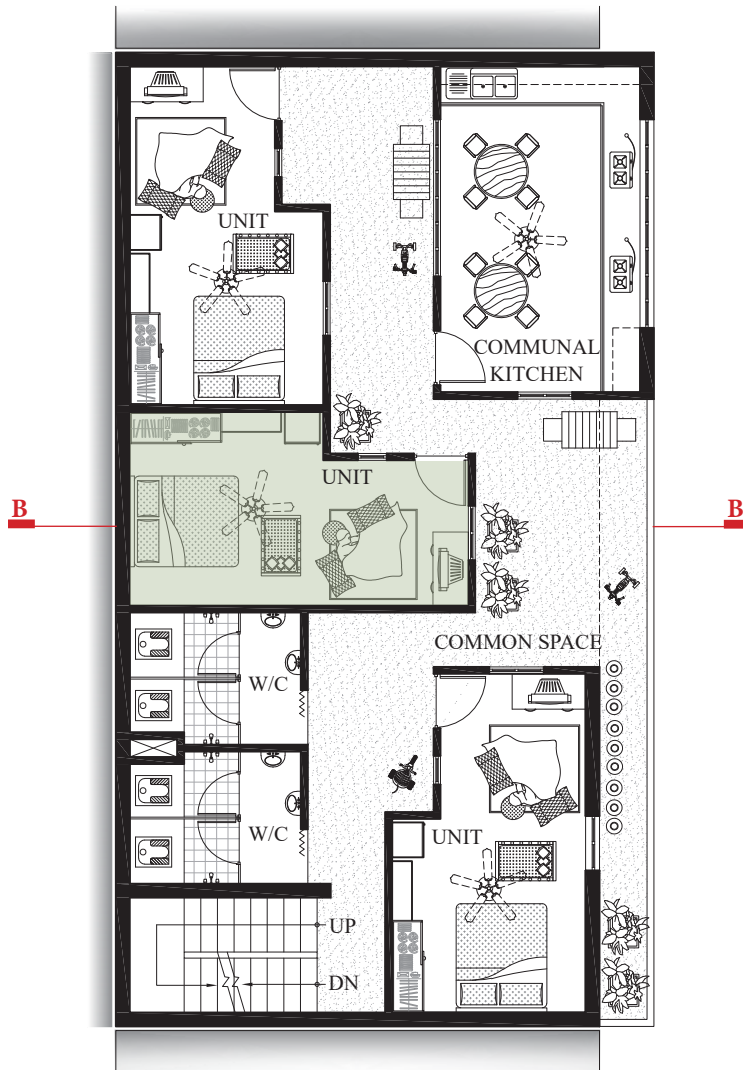 UNIT
COMMUNAL
KITCHEN
UNIT
B
B
COMMON SPACE
W/C
W/C
UNIT
UP
DN